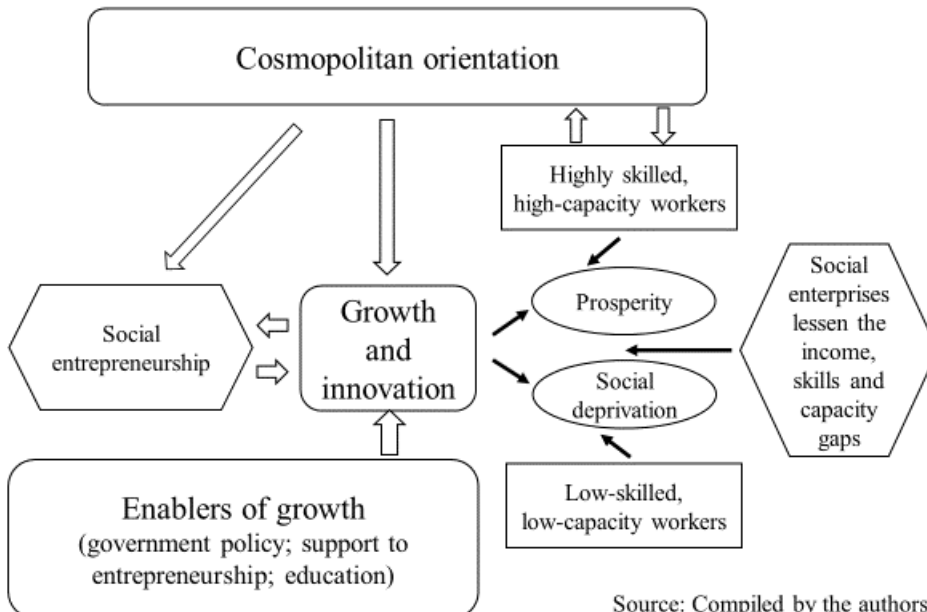 Cosmopolitan orientation
Highly skilled,
high-capacity workers
Social
entrepreneurship
Growth
and
innovation
Prosperity
Social
deprivation
Social
enterprises
lessen the
income,
skills and
capacity
gaps
Enablers of growth
(government policy; support to
entrepreneurship; education)
Low-skilled,
low-capacity workers
Source: Compiled by the authors